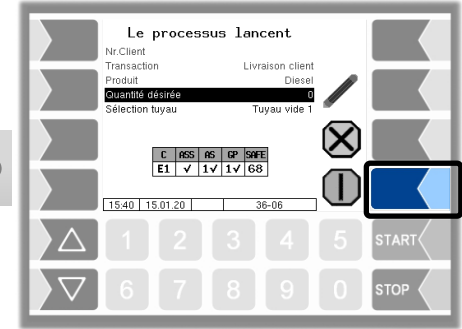 Le processus lancent
Nr.Client
Transaction Livraison client
Produit Diesel
Quantité désirée 0
Sélection tuyau Tuyau vide 1
C ASS AS GP SAFE
E1 √ 1√ 1√ 68
15:40 15.01.20 36-06
1 2 3 4 5 START
6 7 8 9 0 STOP